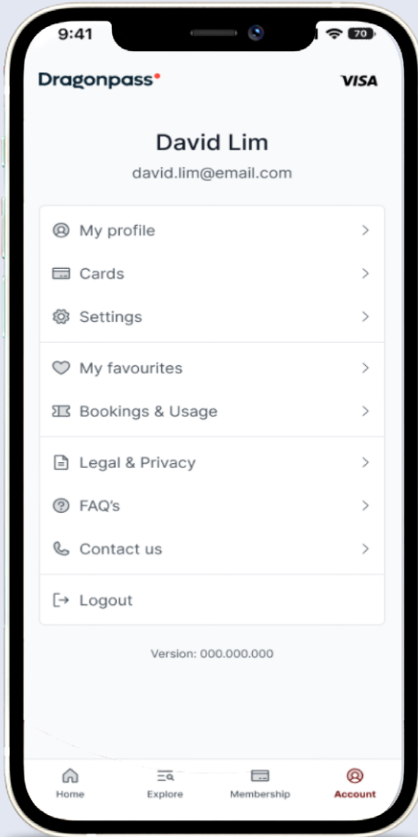 9:41
70
Dragonpass
VISA
David Lim
david.lim@email.com
My profile
Cards
Settings
My favourites
Bookings & Usage
Legal & Privacy
FAQ's
Contact us
Logout
Version: 000.000.000
Home Explore Membership Account